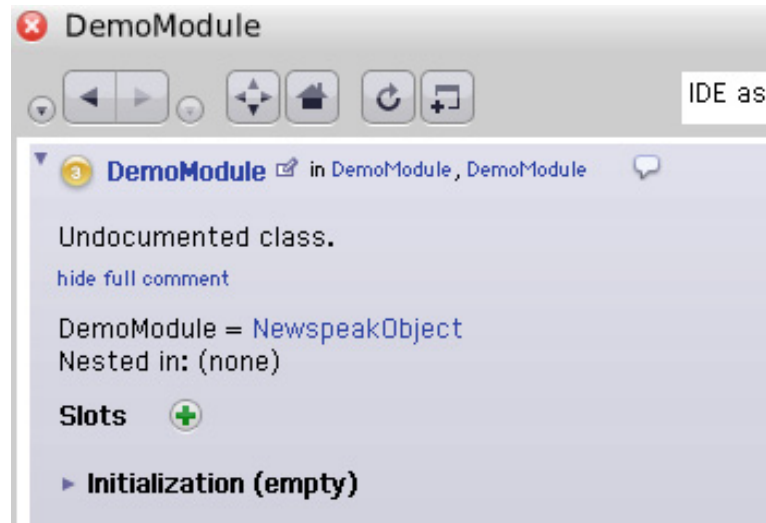 DemoModule
IDE as
3 DemoModule in DemoModule, DemoModule
Undocumented class.
hide full comment
DemoModule = NewspeakObject
Nested in: (none)
Slots
Initialization (empty)